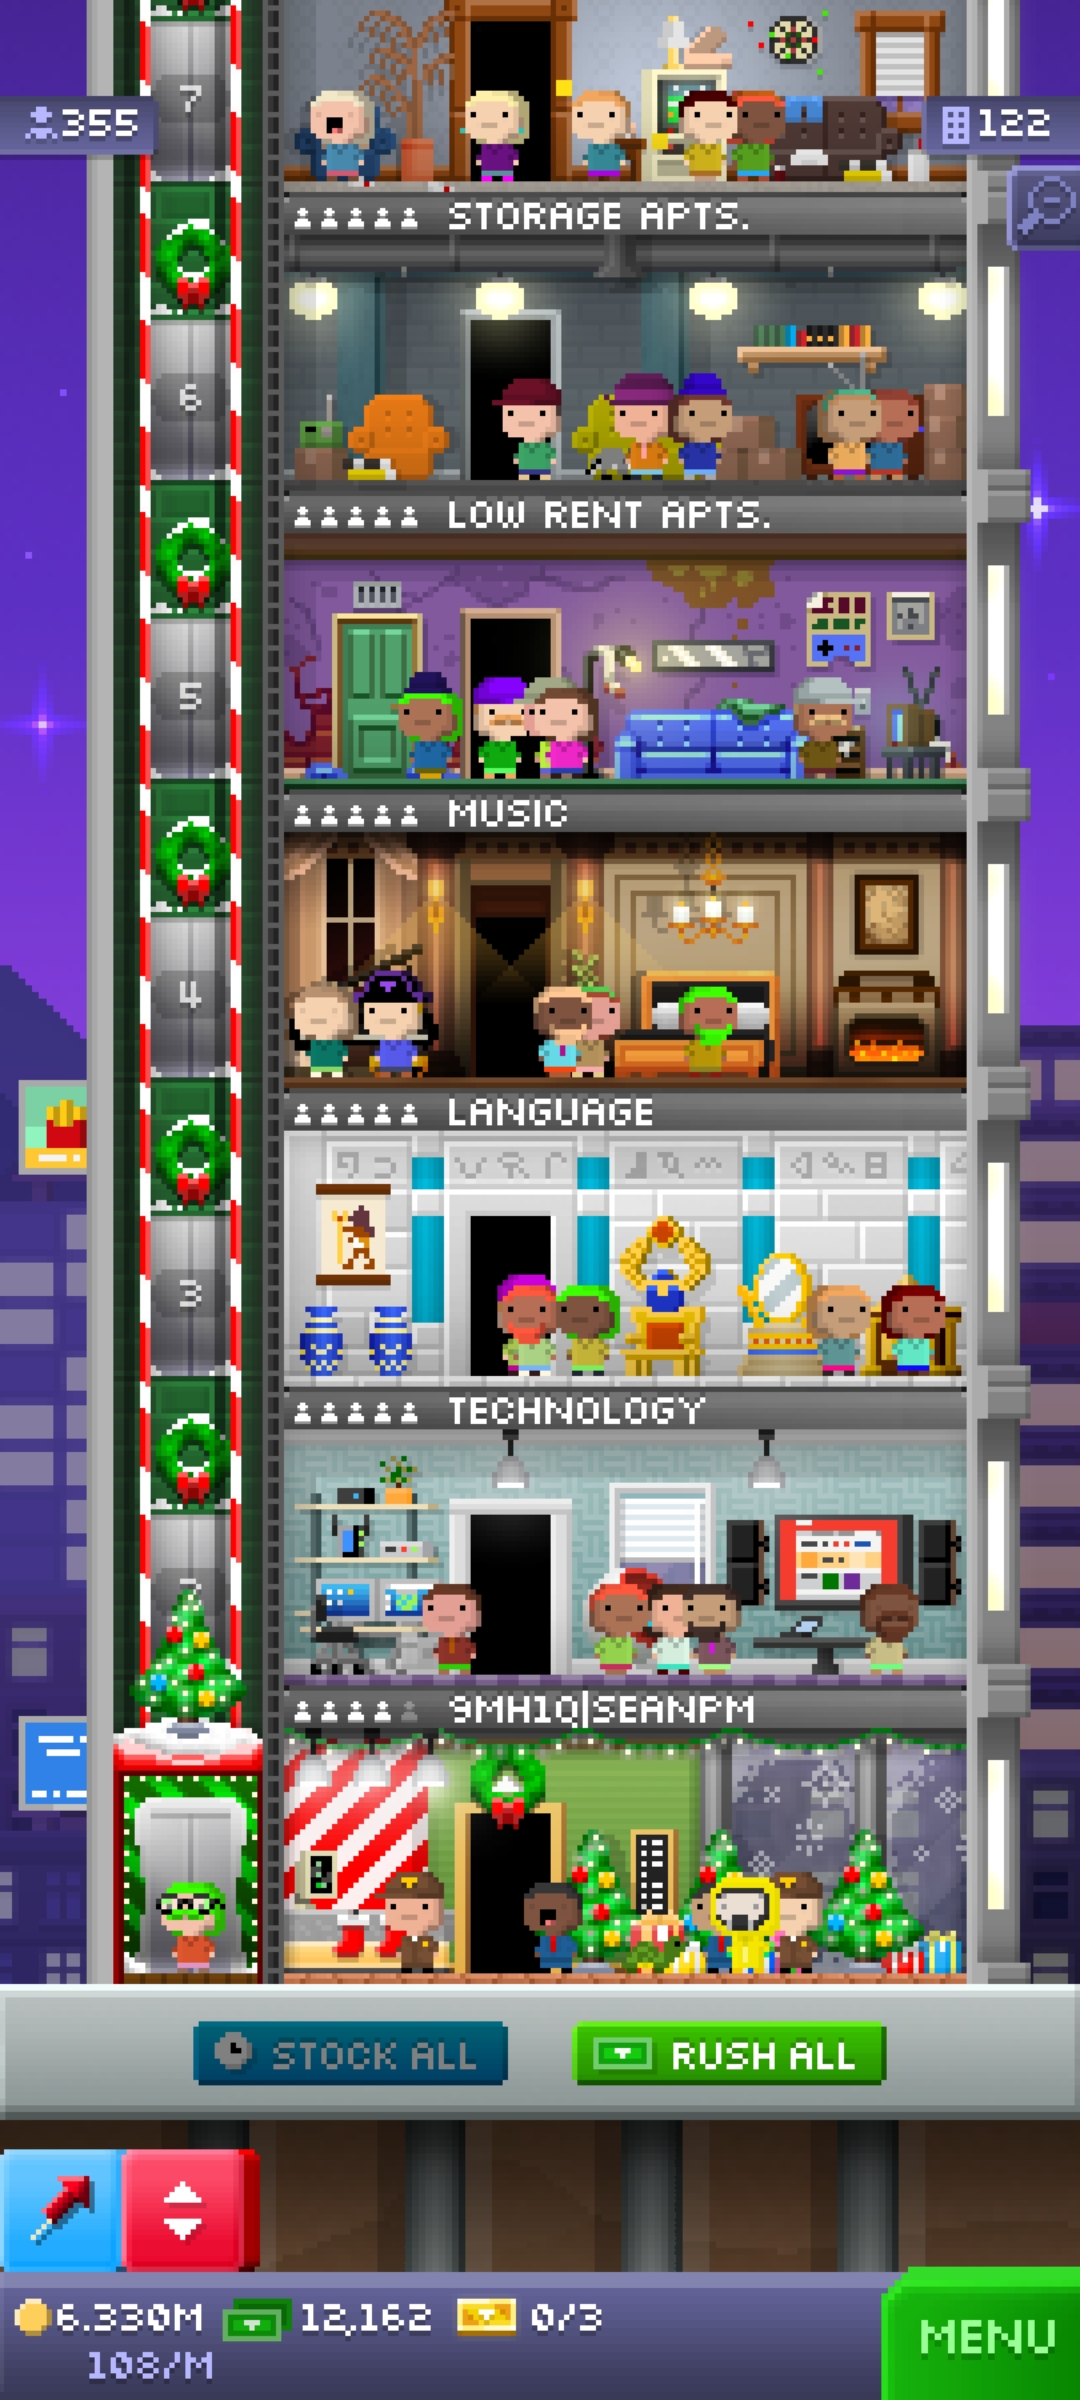 7
355
122
STORAGE APTS.
6
LOW RENT APTS.
5
MUSIC
4
LANGUAGE
3
TECHNOLOGY
9MH1Q|SEANPM
STOCK ALL
RUSH ALL
6.330M
12,162
0/3
108/M
MENU